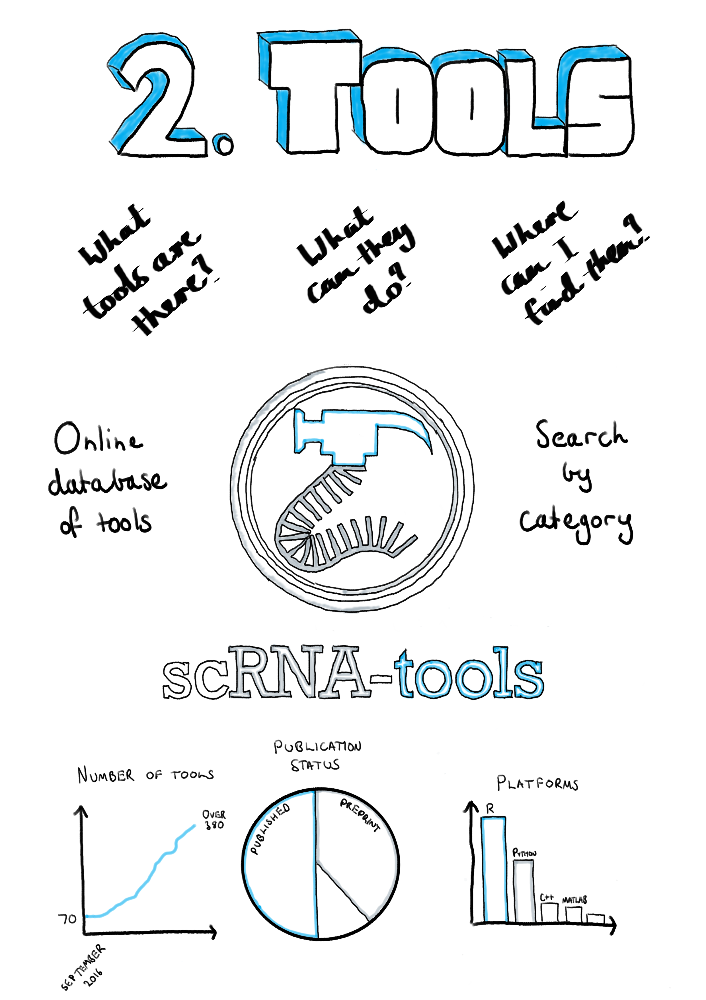 2. TOOLS
What
tools are
there?
What
can they
do?
Where
can I
find them?
Online
database
of tools
Search
by
category
scRNA-tools
NUMBER OF TOOLS
OVER
380
70
SEPTEMBER
2016
PUBLICATION
STATUS
PUBLISHED
PREPRINT
PLATFORMS
R
PYTHON
C++
MATLAB